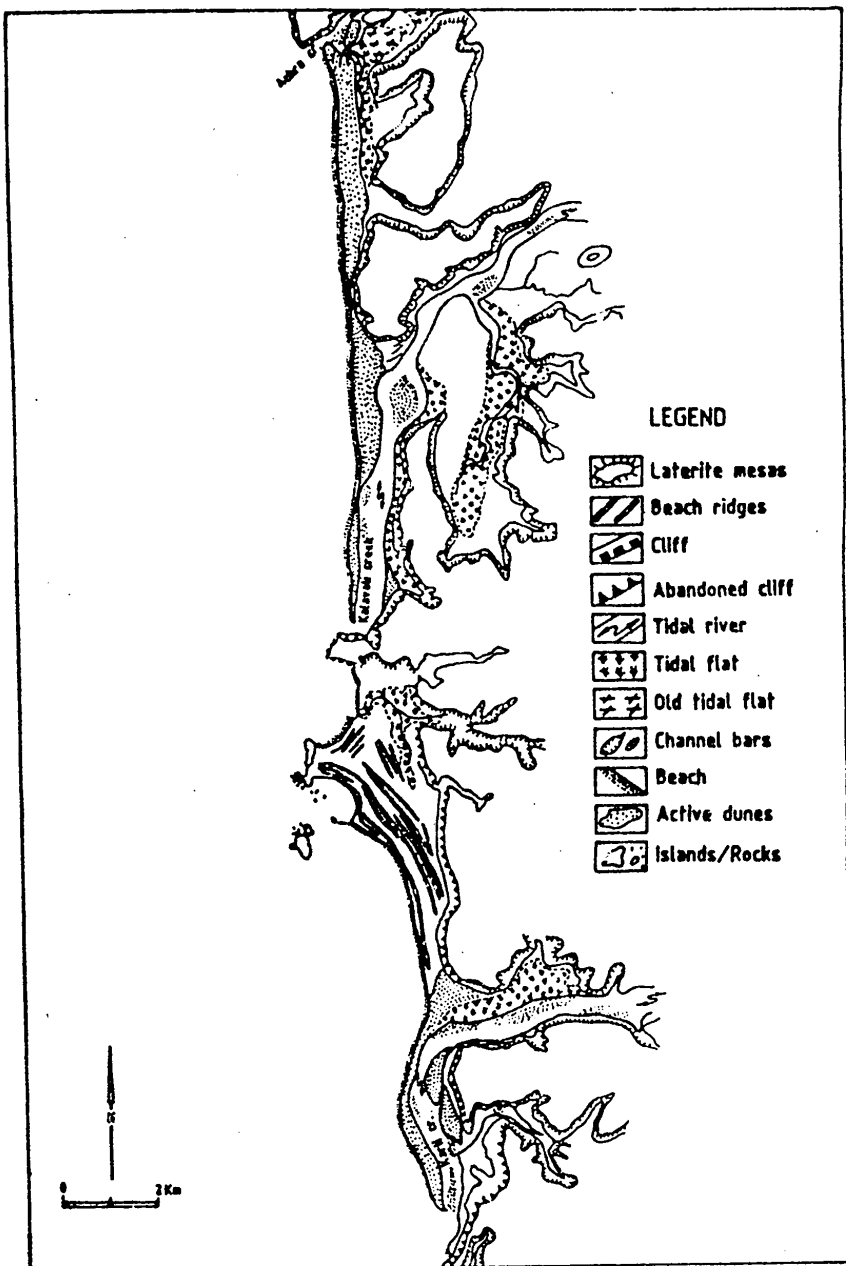 LEGEND
Laterite mesas
Beach ridges
Cliff
Abandoned cliff
Tidal river
Tidal flat
Old tidal flat
Channel bars
Beach
Active dunes
Islands/Rocks
creek
N
0 2 Km